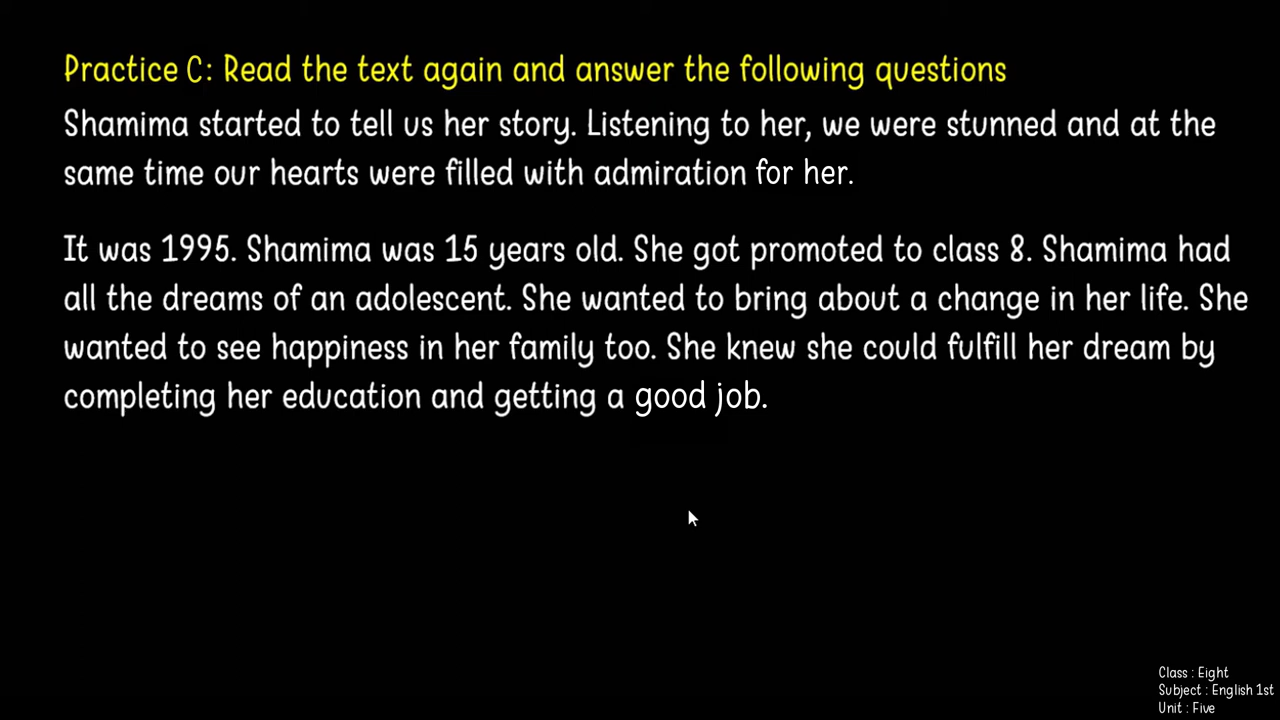 Practice C: Read the text again and answer the following questions
Shamima started to tell us her story. Listening to her, we were stunned and at the
same time our hearts were filled with admiration for her.
It was 1995. Shamima was 15 years old. She got promoted to class 8. Shamima had
all the dreams of an adolescent. She wanted to bring about a change in her life. She
wanted to see happiness in her family too. She knew she could fulfill her dream by
completing her education and getting a good job.
Class : Eight
Subject : English 1st
Unit : Five